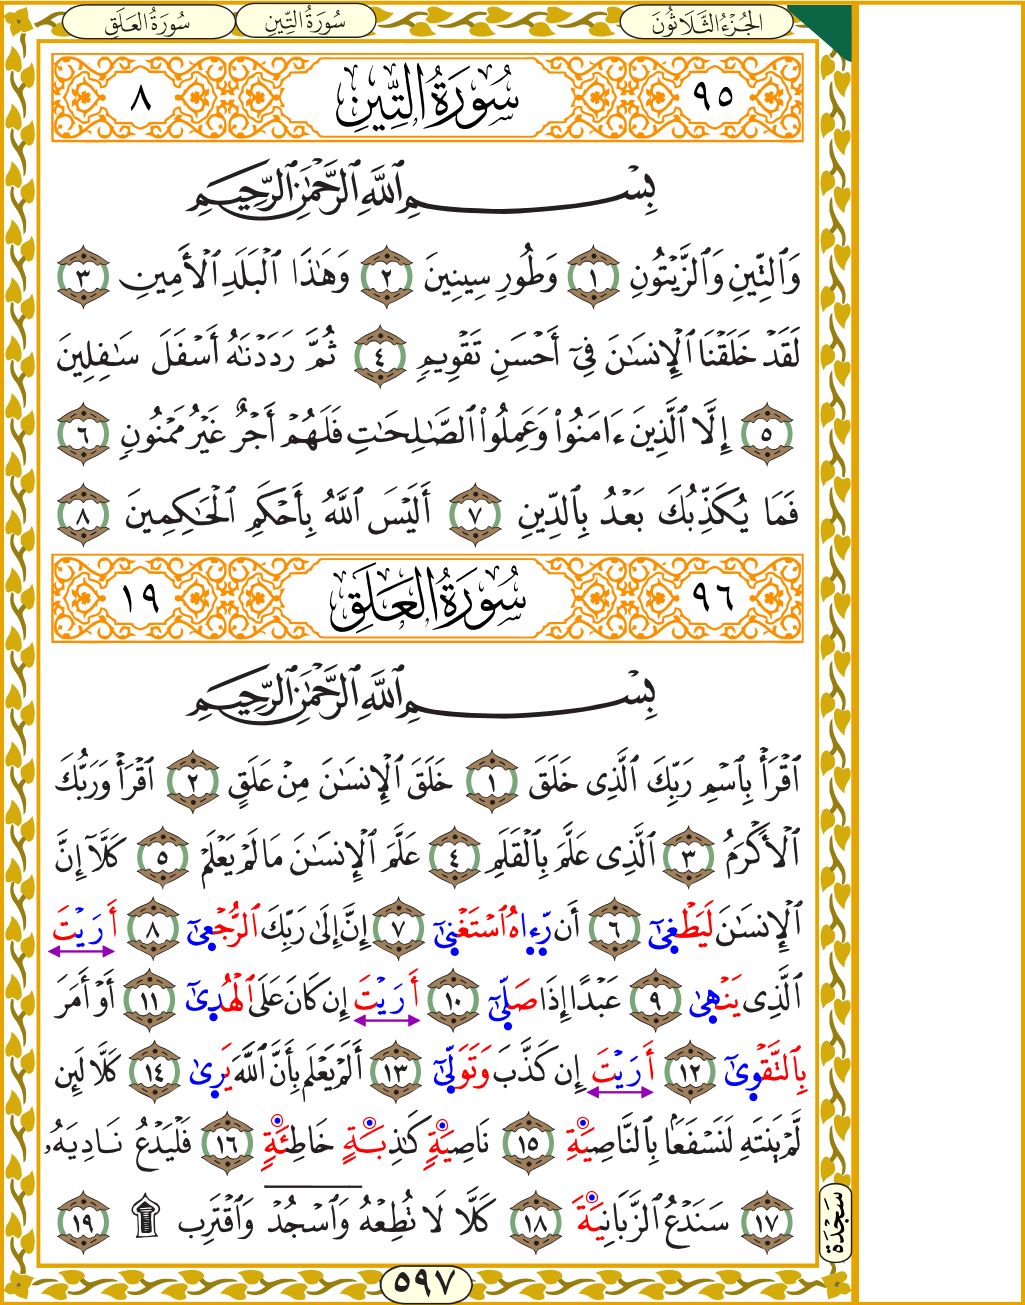 الجُزْءُ الثَّلَاثُونَ سُورَةُ التِّينِ سُورَةُ العَلَقِ
٩٥ سُورَةُ التِّينِ ٨
بِسْمِ ٱللَّهِ ٱلرَّحْمَٰنِ ٱلرَّحِيمِ
وَٱلتِّينِ وَٱلزَّيْتُونِ ١ وَطُورِ سِينِينَ ٢ وَهَٰذَا ٱلْبَلَدِ ٱلْأَمِينِ ٣
لَقَدْ خَلَقْنَا ٱلْإِنسَٰنَ فِىٓ أَحْسَنِ تَقْوِيمٍ ٤ ثُمَّ رَدَدْنَٰهُ أَسْفَلَ سَٰفِلِينَ
٥ إِلَّا ٱلَّذِينَ ءَامَنُوا۟ وَعَمِلُوا۟ ٱلصَّٰلِحَٰتِ فَلَهُمْ أَجْرٌ غَيْرُ مَمْنُونٍ ٦
فَمَا يُكَذِّبُكَ بَعْدُ بِٱلدِّينِ ٧ أَلَيْسَ ٱللَّهُ بِأَحْكَمِ ٱلْحَٰكِمِينَ ٨
٩٦ سُورَةُ العَلَقِ ١٩
بِسْمِ ٱللَّهِ ٱلرَّحْمَٰنِ ٱلرَّحِيمِ
ٱقْرَأْ بِٱسْمِ رَبِّكَ ٱلَّذِى خَلَقَ ١ خَلَقَ ٱلْإِنسَٰنَ مِنْ عَلَقٍ ٢ ٱقْرَأْ وَرَبُّكَ
ٱلْأَكْرَمُ ٣ ٱلَّذِى عَلَّمَ بِٱلْقَلَمِ ٤ عَلَّمَ ٱلْإِنسَٰنَ مَا لَمْ يَعْلَمْ ٥ كَلَّآ إِنَّ
ٱلْإِنسَٰنَ لَيَطْغِىٰٓ ٦ أَن رِّءِاهُ ٱسْتَغْنِىٰٓ ٧ إِنَّ إِلَىٰ رَبِّكَ ٱلرُّجْعِىٰٓ ٨ أَرَيْتَ
ٱلَّذِى يَنْهِىٰ ٩ عَبْدًا إِذَا صَلِّىٰٓ ١٠ أَرَيْتَ إِن كَانَ عَلَى ٱلْهُدِىٰٓ ١١ أَوْ أَمَرَ
بِٱلتَّقْوِىٰٓ ١٢ أَرَيْتَ إِن كَذَّبَ وَتَوَلِّىٰٓ ١٣ أَلَمْ يَعْلَم بِأَنَّ ٱللَّهَ يَرِىٰ ١٤ كَلَّا لَئِن
لَّمْ يَنتَهِ لَنَسْفَعًۢا بِٱلنَّاصِيَةِ ١٥ نَاصِيَةٍ كَٰذِبَةٍ خَاطِئَةٍ ١٦ فَلْيَدْعُ نَادِيَهُۥ
١٧ سَنَدْعُ ٱلزَّبَانِيَةَ ١٨ كَلَّا لَا تُطِعْهُ وَٱسْجُدْ وَٱقْتَرِب ۩ ١٩
سَجْدَة
٥٩٧